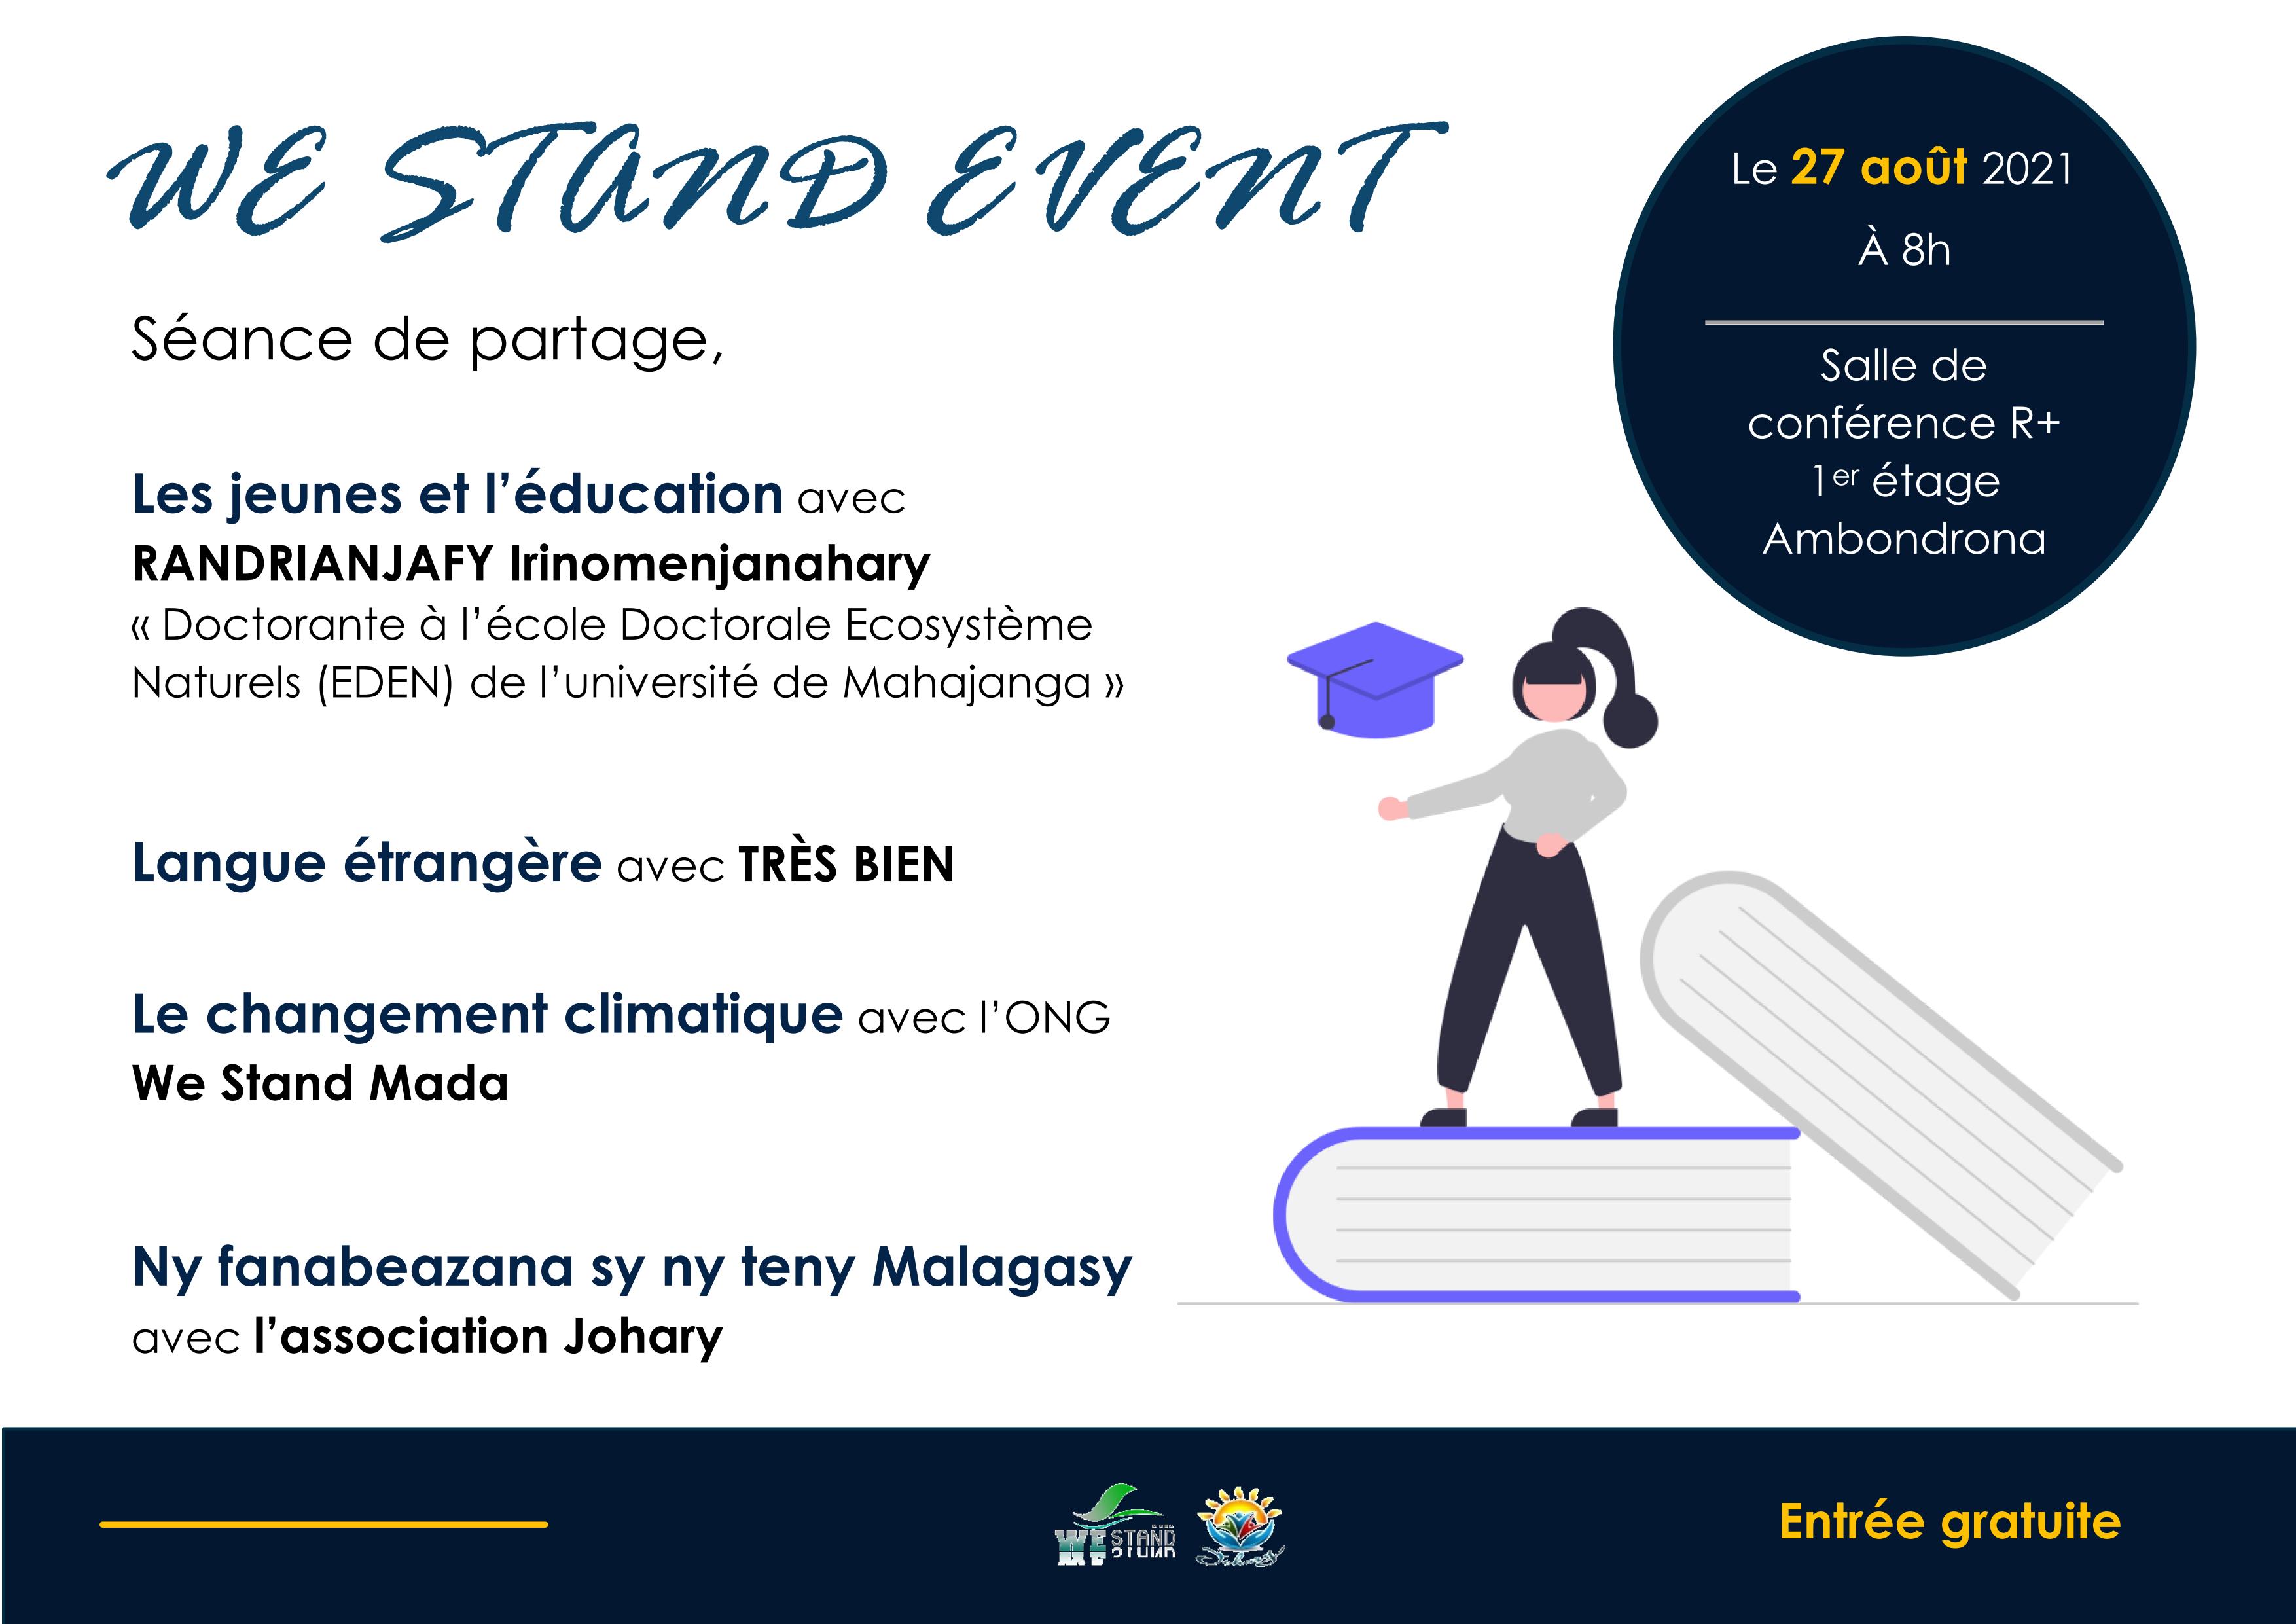 WE STAND EVENT
Le 27 août 2021
À 8h
Salle de
conférence R+
1er étage
Ambondrona
Séance de partage,
Les jeunes et l’éducation avec
RANDRIANJAFY Irinomenjanahary
« Doctorante à l’école Doctorale Ecosystème
Naturels (EDEN) de l’université de Mahajanga »
Langue étrangère avec TRÈS BIEN
Le changement climatique avec l’ONG
We Stand Mada
Ny fanabeazana sy ny teny Malagasy
avec l’association Johary
WE STAND
Entrée gratuite